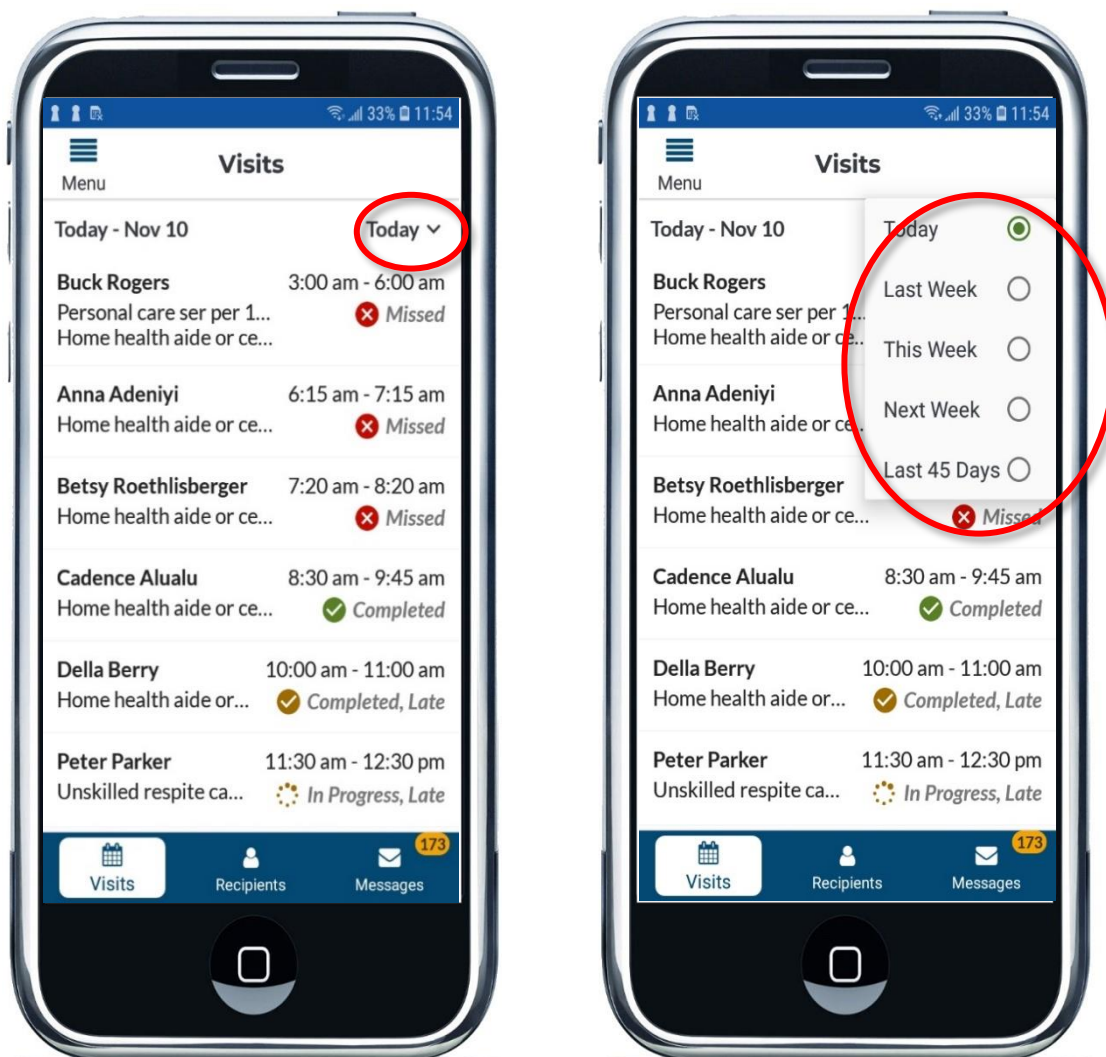 33% 11:54
Visits
Menu
Today - Nov 10 Today
Buck Rogers 3:00 am - 6:00 am
Personal care ser per 1... Missed
Home health aide or ce...
Anna Adeniyi 6:15 am - 7:15 am
Home health aide or ce... Missed
Betsy Roethlisberger 7:20 am - 8:20 am
Home health aide or ce... Missed
Cadence Alualu 8:30 am - 9:45 am
Home health aide or ce... Completed
Della Berry 10:00 am - 11:00 am
Home health aide or... Completed, Late
Peter Parker 11:30 am - 12:30 pm
Unskilled respite ca... In Progress, Late
173
Visits Recipients Messages
33% 11:54
Visits
Menu
Today - Nov 10 Today
Buck Rogers
Last Week
Personal care ser per 1...
Home health aide or ce..
This Week
Anna Adeniyi
Next Week
Home health aide or ce..
Last 45 Days
Betsy Roethlisberger
Home health aide or ce... Missed
Cadence Alualu 8:30 am - 9:45 am
Home health aide or ce... Completed
Della Berry 10:00 am - 11:00 am
Home health aide or... Completed, Late
Peter Parker 11:30 am - 12:30 pm
Unskilled respite ca... In Progress, Late
173
Visits Recipients Messages